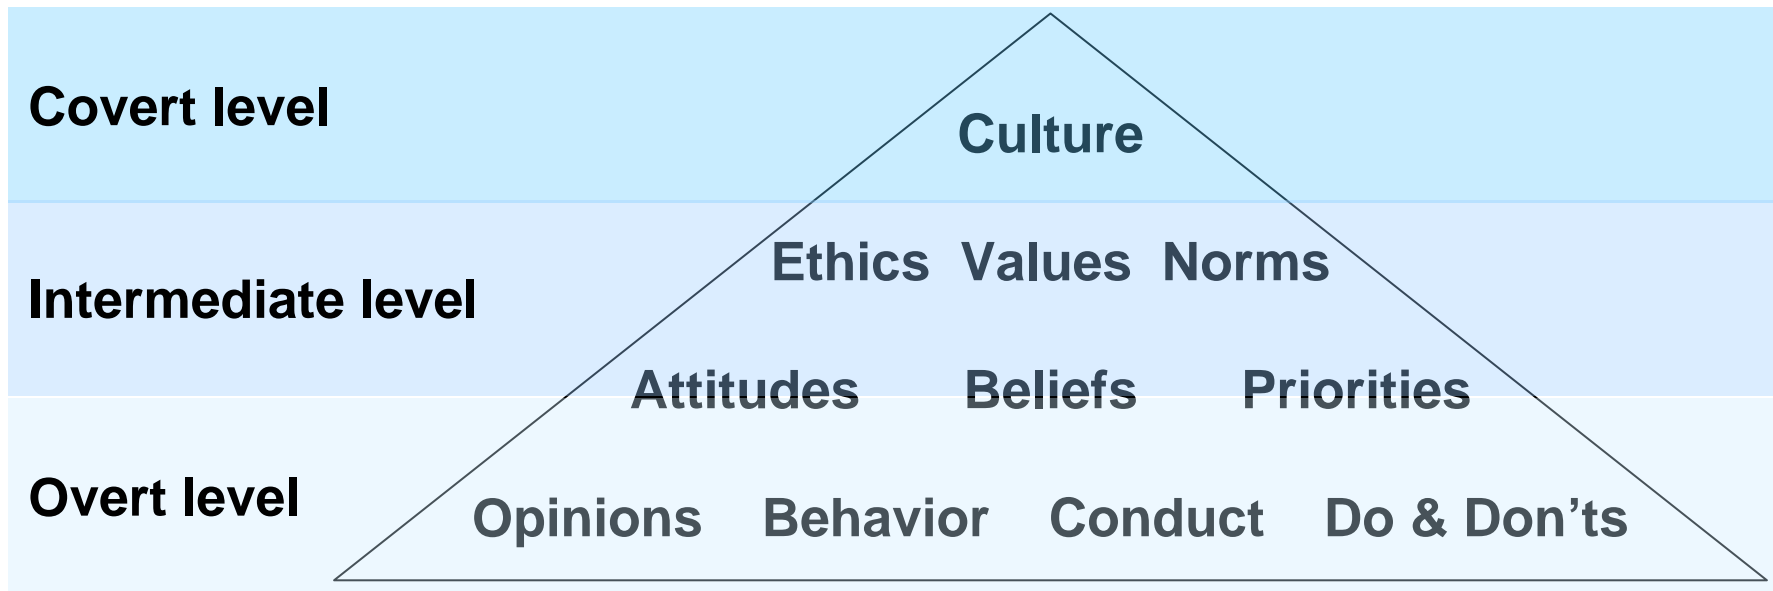 Covert level
Culture
Ethics Values Norms
Intermediate level
Attitudes Beliefs Priorities
Overt level
Opinions Behavior Conduct Do & Don’ts